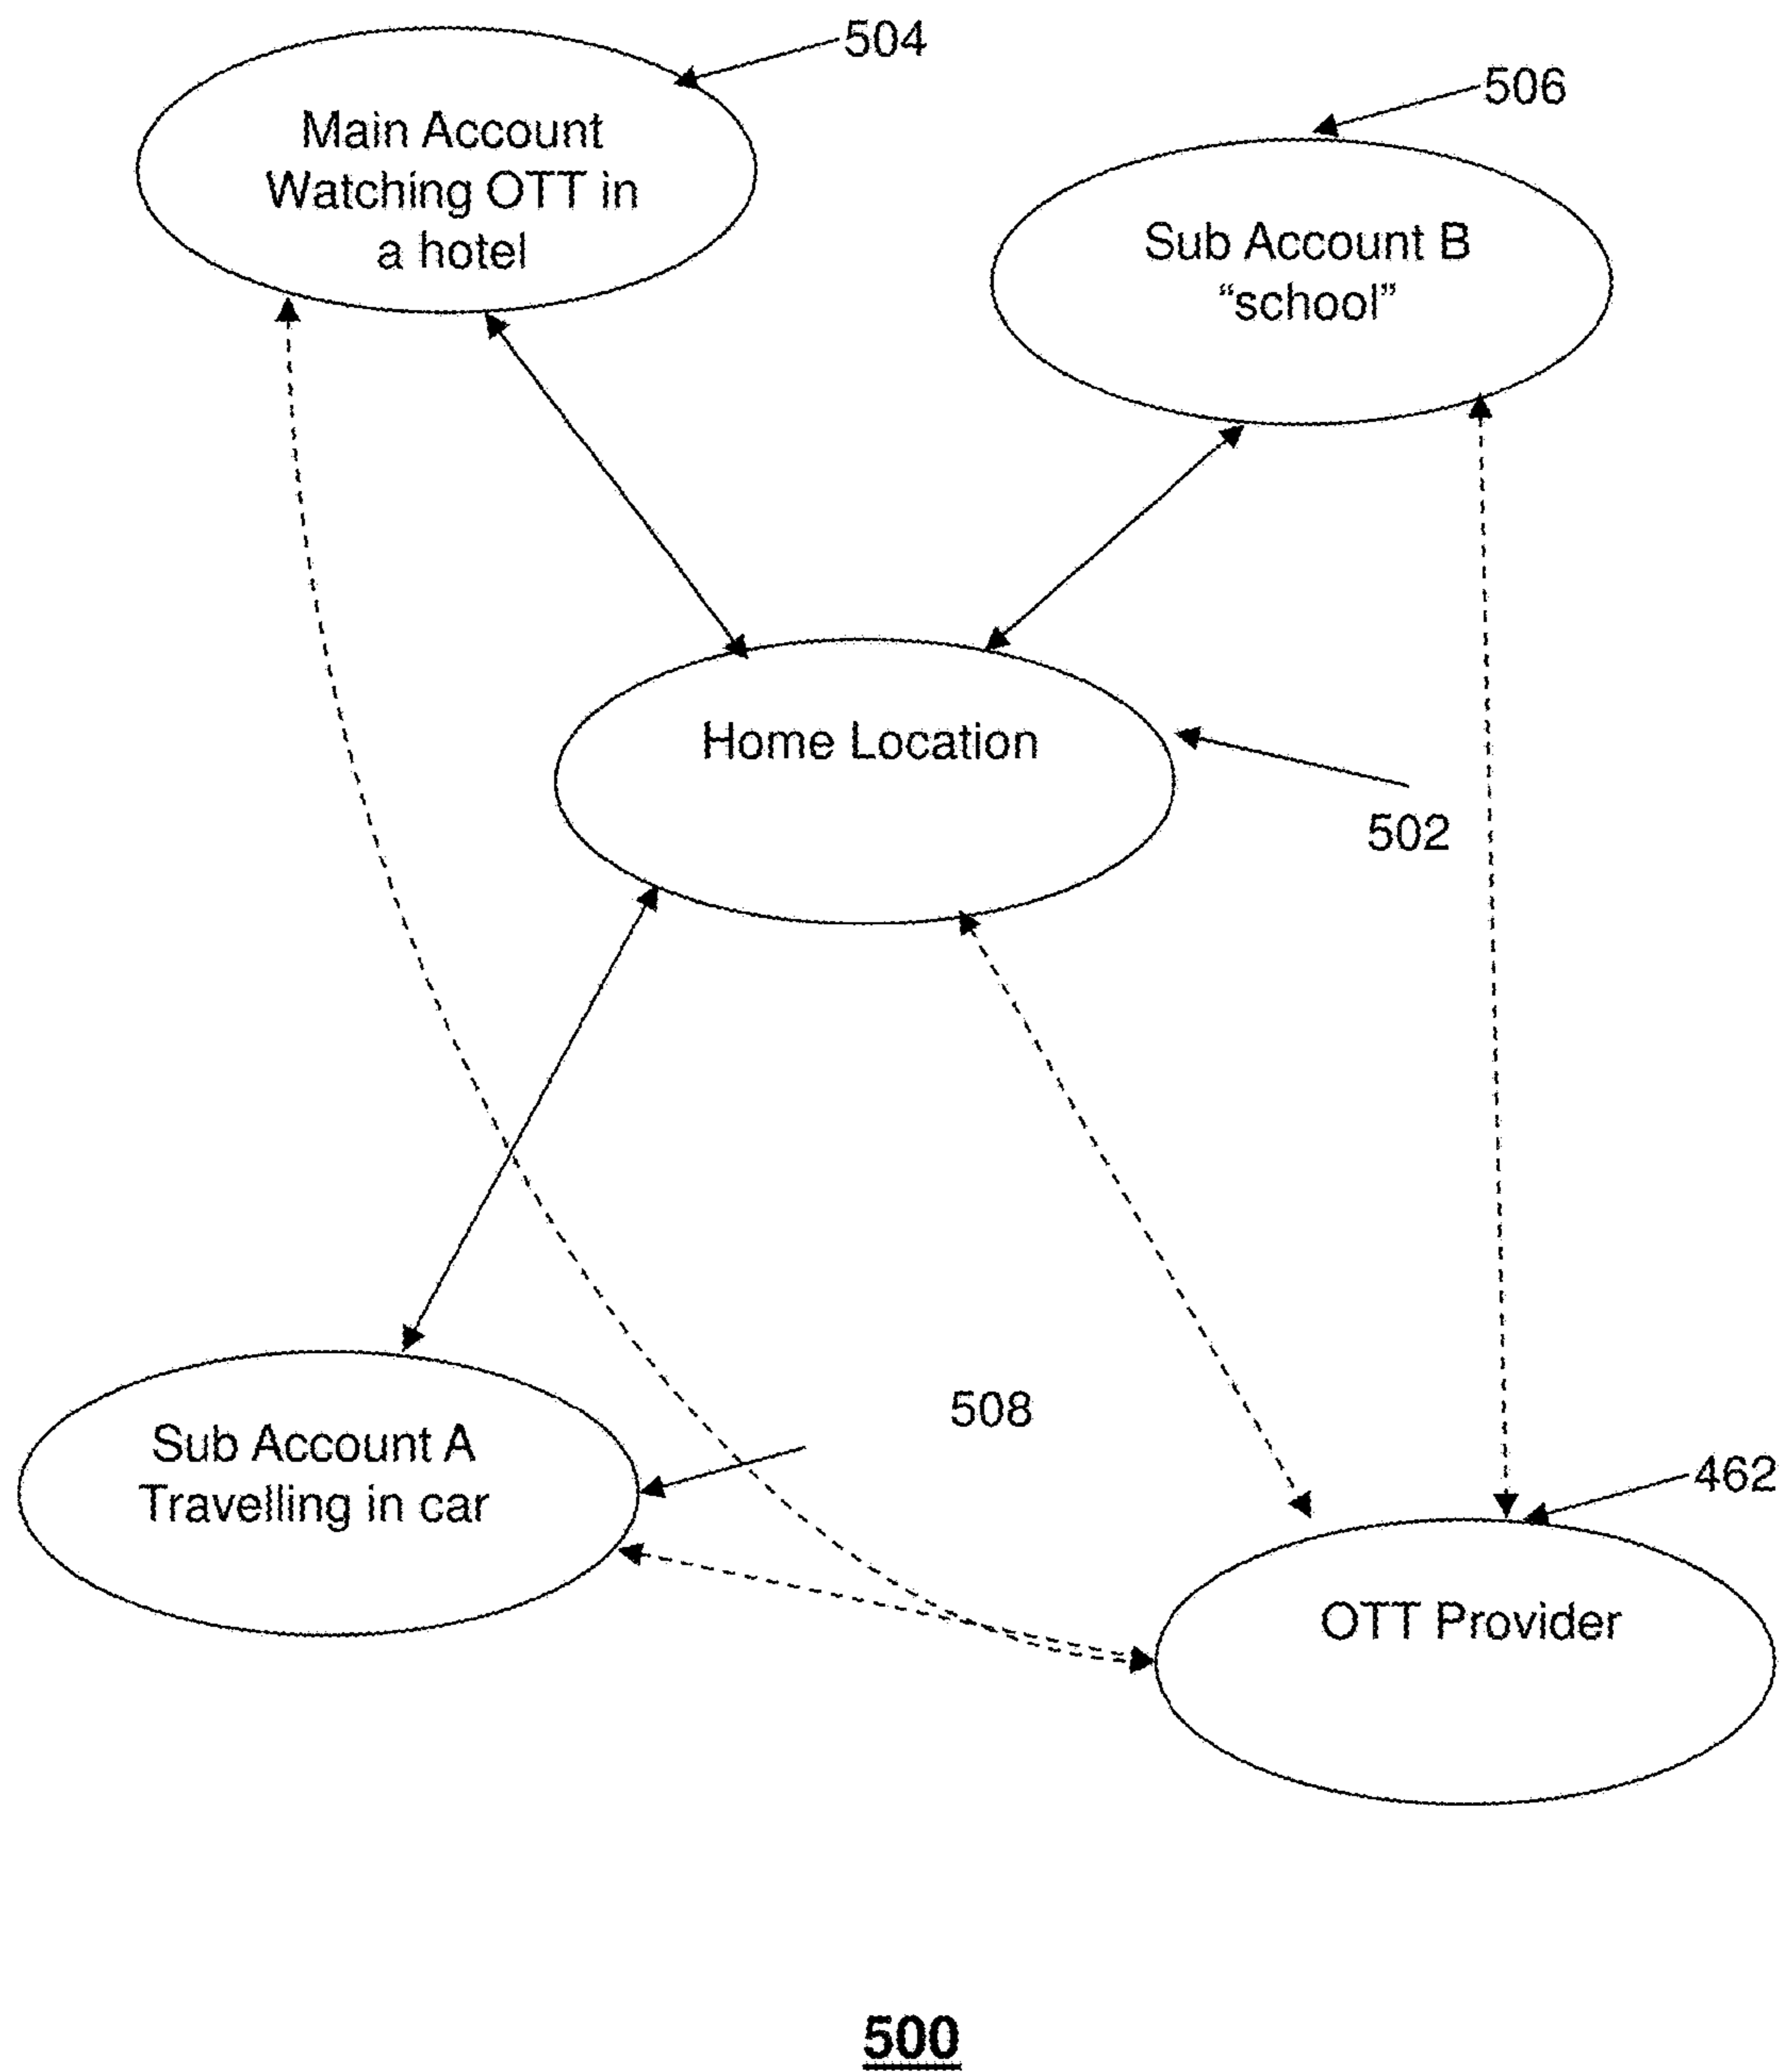 504
Main Account
Watching OTT in
a hotel
506
Sub Account B
“school”
Home Location
502
508
Sub Account A
Travelling in car
462
OTT Provider
500